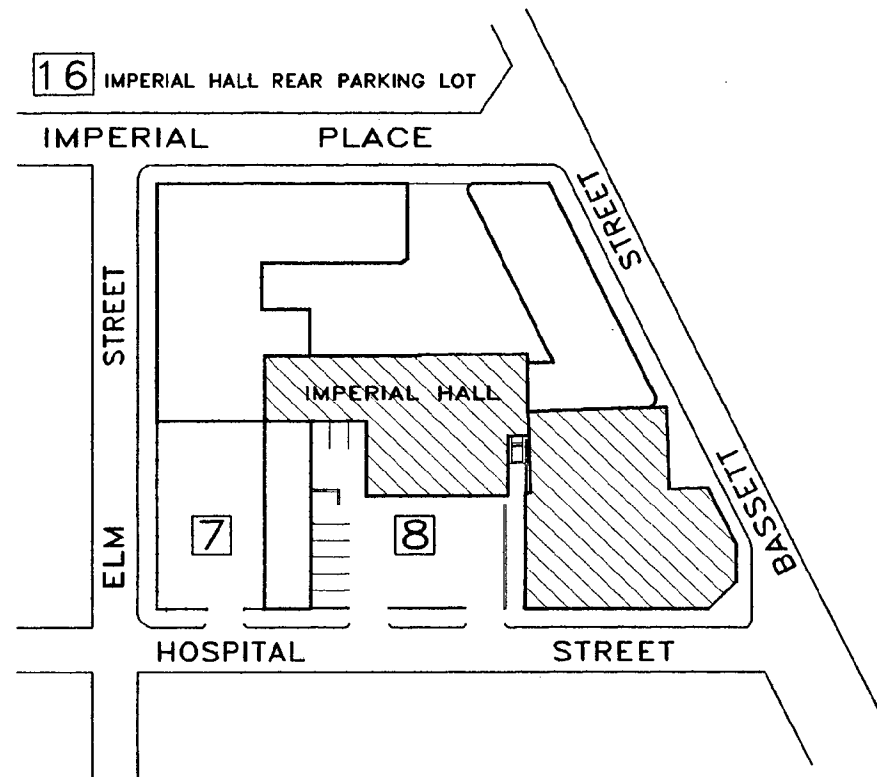 16 IMPERIAL HALL REAR PARKING LOT
IMPERIAL PLACE
STREET
BASSETT
ELM STREET
IMPERIAL HALL
7
8
HOSPITAL STREET